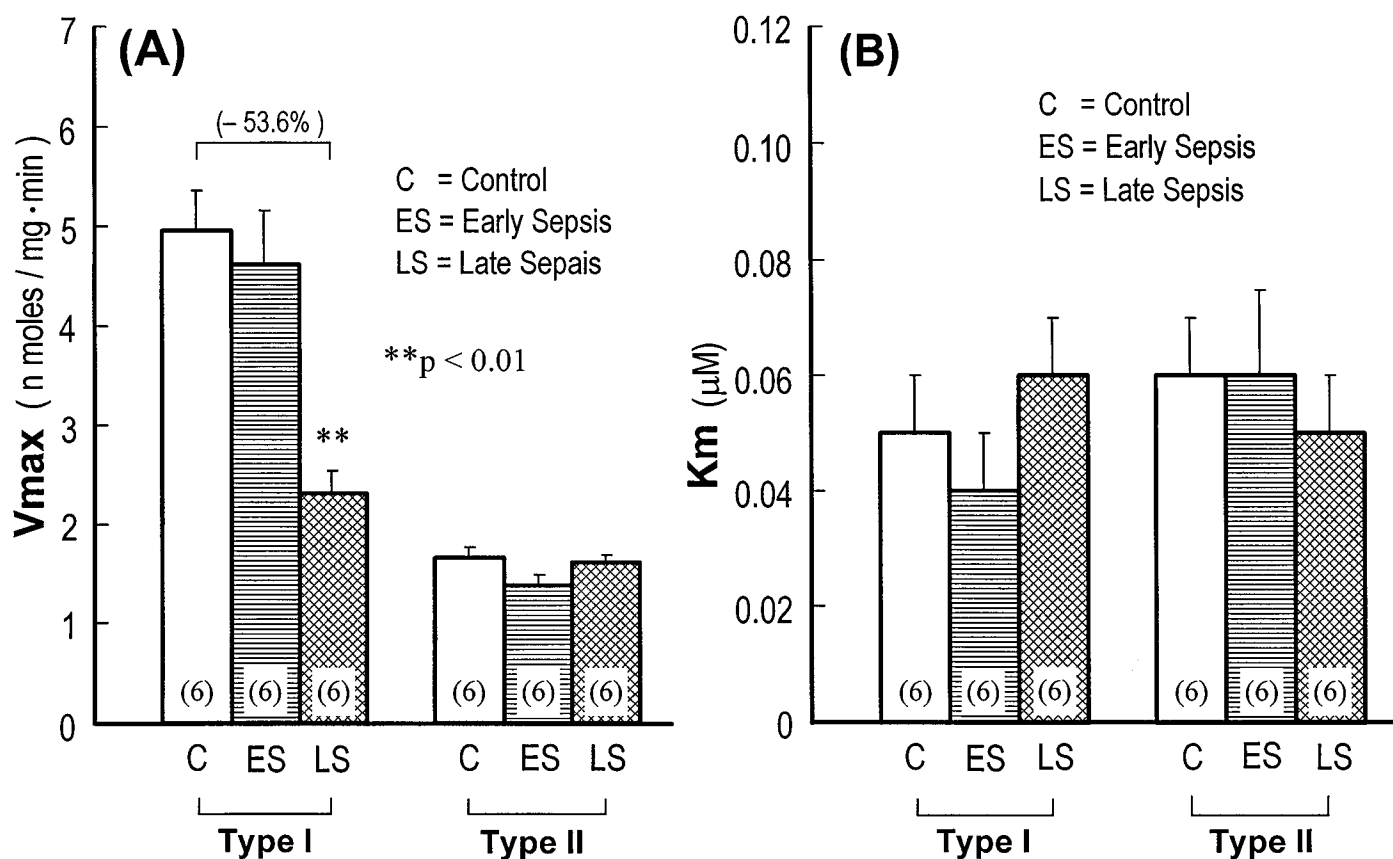 (A)
7
6
5
4
3
2
1
0
Vmax ( n moles / mg·min )
(– 53.6% )
C = Control
ES = Early Sepsis
LS = Late Sepais
**p < 0.01
**
(6) (6) (6) (6) (6) (6)
C ES LS C ES LS
Type I Type II
(B)
0.12
0.10
0.08
0.06
0.04
0.02
0
Km (μM)
C = Control
ES = Early Sepsis
LS = Late Sepsis
(6) (6) (6) (6) (6) (6)
C ES LS C ES LS
Type I Type II